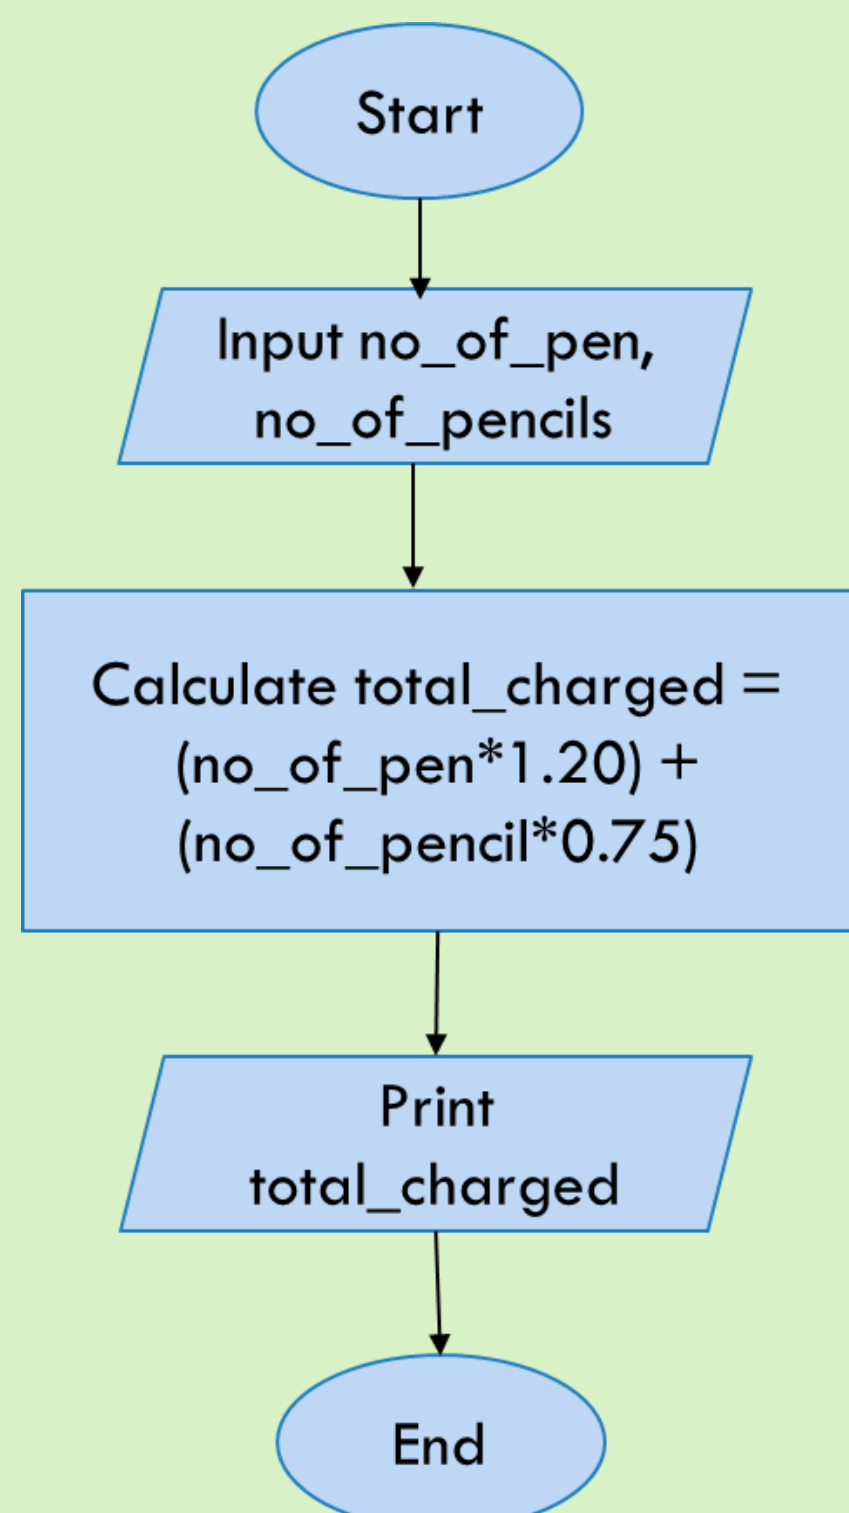 Start
Input no_of_pen,
no_of_pencils
Calculate total_charged =
(no_of_pen*1.20) +
(no_of_pencil*0.75)
Print
total_charged
End